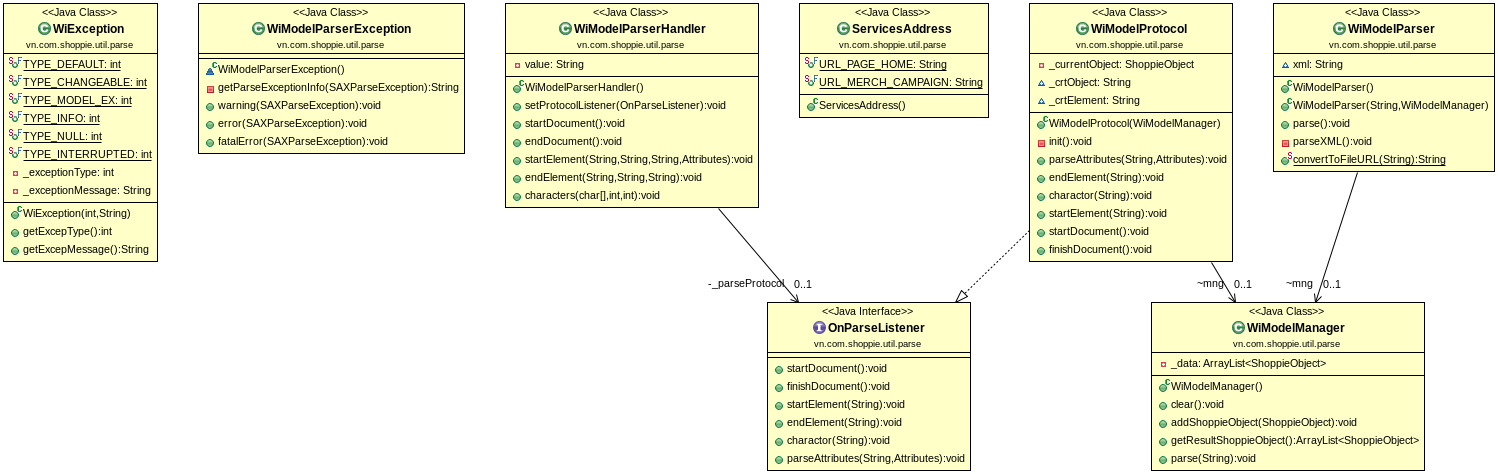 <<Java Class>>
WiException
vn.com.shoppie.util.parse
TYPE_DEFAULT: int
TYPE_CHANGEABLE: int
TYPE_MODEL_EX: int
TYPE_INFO: int
TYPE_NULL: int
TYPE_INTERRUPTED: int
_exceptionType: int
_exceptionMessage: String
WiException(int,String)
getExcepType():int
getExcepMessage():String
<<Java Class>>
WiModelParserException
vn.com.shoppie.util.parse
WiModelParserException()
getParseExceptionInfo(SAXParseException):String
warning(SAXParseException):void
error(SAXParseException):void
fatalError(SAXParseException):void
<<Java Class>>
WiModelParserHandler
vn.com.shoppie.util.parse
value: String
WiModelParserHandler()
setProtocolListener(OnParseListener):void
startDocument():void
endDocument():void
startElement(String,String,String,Attributes):void
endElement(String,String,String):void
characters(char[],int,int):void
<<Java Class>>
ServicesAddress
vn.com.shoppie.util.parse
URL_PAGE_HOME: String
URL_MERCH_CAMPAIGN: String
ServicesAddress()
<<Java Class>>
WiModelProtocol
vn.com.shoppie.util.parse
_currentObject: ShoppieObject
_crtObject: String
_crtElement: String
WiModelProtocol(WiModelManager)
init():void
parseAttributes(String,Attributes):void
endElement(String):void
charactor(String):void
startElement(String):void
startDocument():void
finishDocument():void
<<Java Class>>
WiModelParser
vn.com.shoppie.util.parse
xml: String
WiModelParser()
WiModelParser(String,WiModelManager)
parse():void
parseXML():void
convertToFileURL(String):String
-_parseProtocol
0..1
~mng
0..1
~mng
0..1
<<Java Interface>>
OnParseListener
vn.com.shoppie.util.parse
startDocument():void
finishDocument():void
startElement(String):void
endElement(String):void
charactor(String):void
parseAttributes(String,Attributes):void
<<Java Class>>
WiModelManager
vn.com.shoppie.util.parse
_data: ArrayList<ShoppieObject>
WiModelManager()
clear():void
addShoppieObject(ShoppieObject):void
getResultShoppieObject():ArrayList<ShoppieObject>
parse(String):void